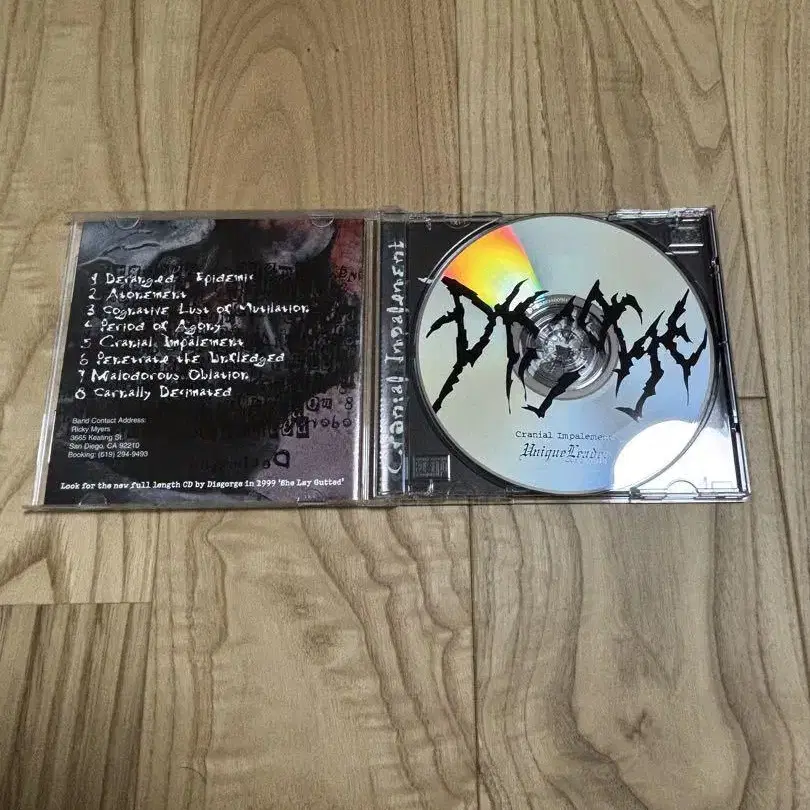 1 Deranged Epidemic
2 Atonement
3 Cognative Lust of Mutilation
4 Period of Agony
5 Cranial Impalement
6 Penetrate the Unfledged
7 Malodorous Oblation
8 Carnally Decimated
Band Contact Address:
Ricky Myers
3665 Keating St.
San Diego, CA 92210
Booking: (619) 294-9493
Look for the new full length CD by Disgorge in 1999 'She Lay Gutted'
Cranial Impalement
DISGORGE
Cranial Impalement
Unique Leader